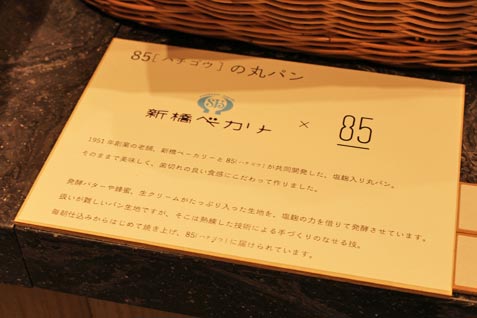 85[ハチゴウ]の丸パン
SB
新橋ベカリー × 85
1951年創業の老舗、新橋ベーカリーと85(ハチゴウ)が共同開発した、塩麹入り丸パン。
そのままで美味しく、歯切れの良い食感にこだわって作りました。
発酵バターや蜂蜜、生クリームがたっぷり入った生地を、塩麹の力を借りて発酵させています。
扱いが難しいパン生地ですが、そこは熟練した技術による手づくりのなせる技。
毎朝仕込みからはじめて焼き上げ、85(ハチゴウ)に届けられています。